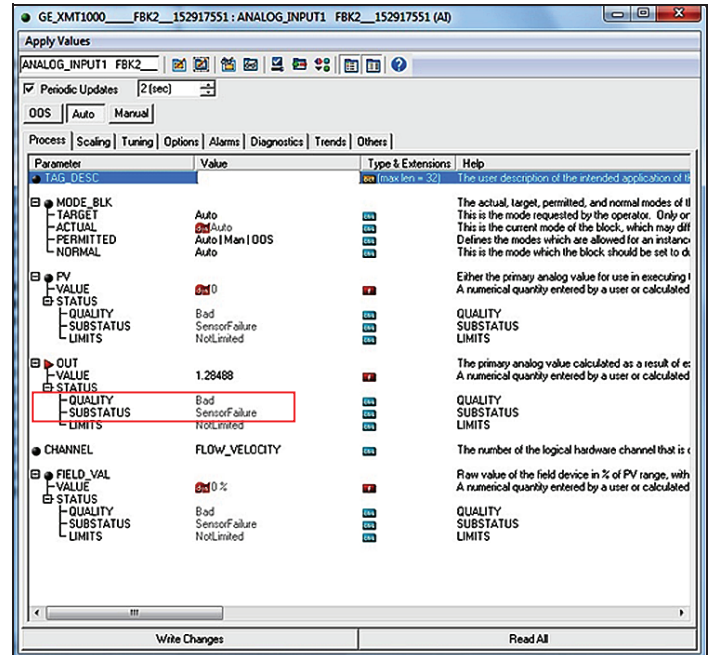 GE_XMT1000____FBK2__152917551 : ANALOG_INPUT1 FBK2__152917551 (AI)
Apply Values
ANALOG_INPUT1 FBK2___
Periodic Updates 2 (sec)
OOS Auto Manual
Process Scaling Tuning Options Alarms Diagnostics Trends Others
Parameter Value Type & Extensions Help
TAG_DESC (max len = 32) The user description of the intended application of t
MODE_BLK The actual, target, permitted, and normal modes of tl
TARGET Auto This is the mode requested by the operator. Only or
ACTUAL Auto This is the current mode of the block, which may diff
PERMITTED Auto | Man | OOS Defines the modes which are allowed for an instance
NORMAL Auto This is the mode which the block should be set to du
PV Either the primary analog value for use in executing t
VALUE 0 A numerical quantity entered by a user or calculated
STATUS
QUALITY Bad QUALITY
SUBSTATUS SensorFailure SUBSTATUS
LIMITS NotLimited LIMITS
OUT The primary analog value calculated as a result of e
VALUE 1.28488 A numerical quantity entered by a user or calculated
STATUS
QUALITY Bad QUALITY
SUBSTATUS SensorFailure SUBSTATUS
LIMITS NotLimited LIMITS
CHANNEL FLOW_VELOCITY The number of the logical hardware channel that is c
FIELD_VAL Raw value of the field device in % of PV range, with
VALUE 0 % A numerical quantity entered by a user or calculated
STATUS
QUALITY Bad QUALITY
SUBSTATUS SensorFailure SUBSTATUS
LIMITS NotLimited LIMITS
Write Changes Read All